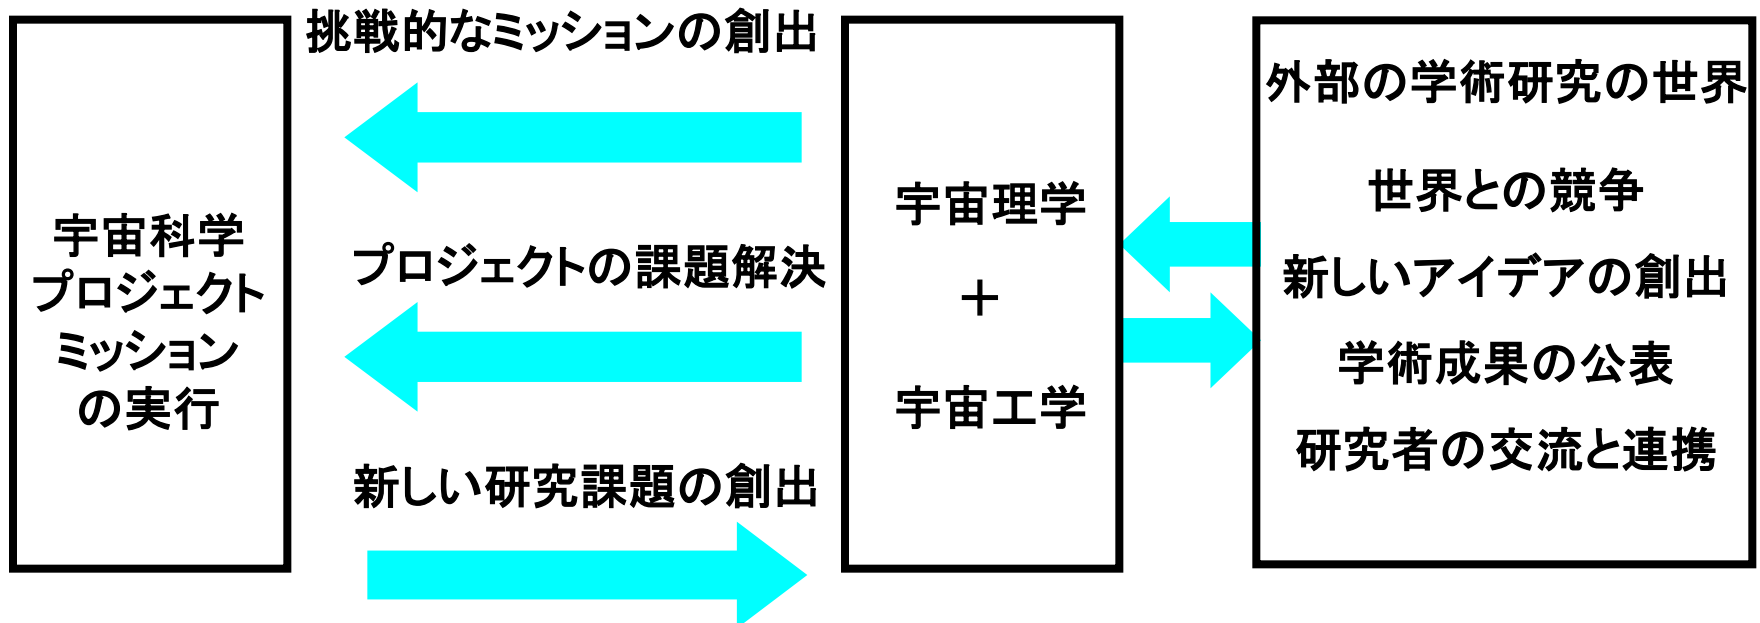 宇宙科学
プロジェクト
ミッション
の実行
挑戦的なミッションの創出
プロジェクトの課題解決
新しい研究課題の創出
宇宙理学
+
宇宙工学
外部の学術研究の世界
世界との競争
新しいアイデアの創出
学術成果の公表
研究者の交流と連携